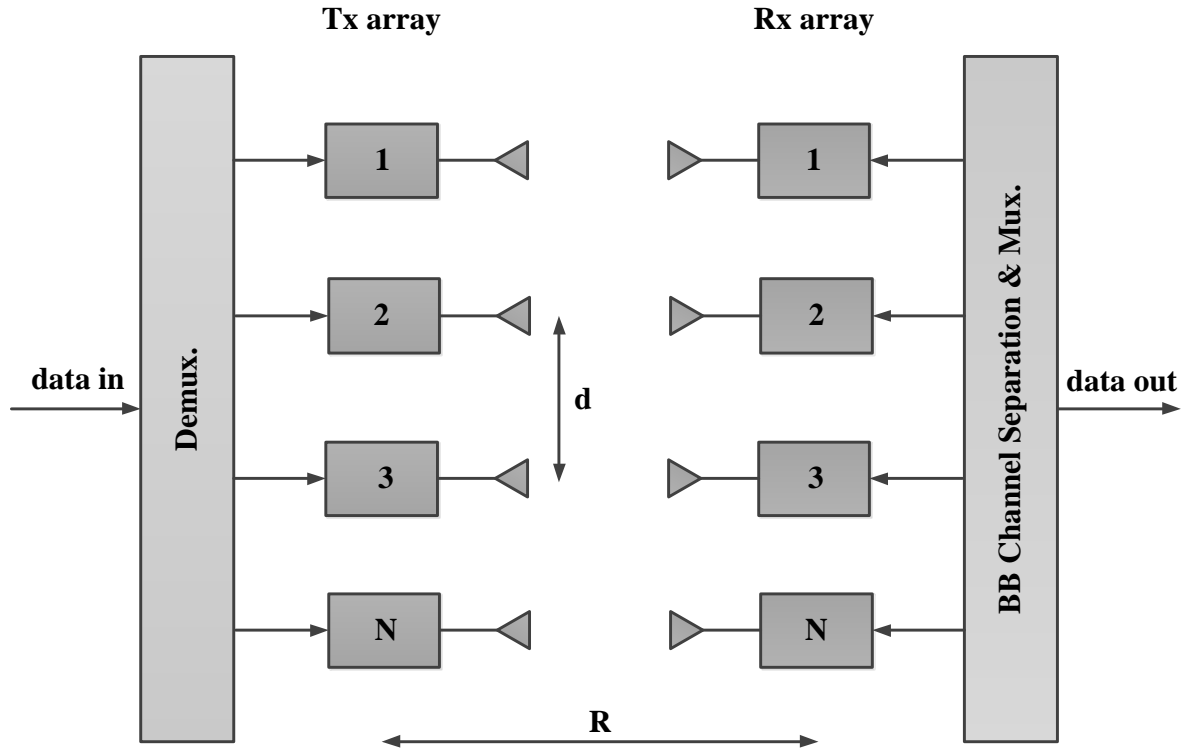 Tx array
Rx array
1
1
2
2
data in
Demux.
d
BB Channel Separation & Mux.
data out
3
3
N
N
R